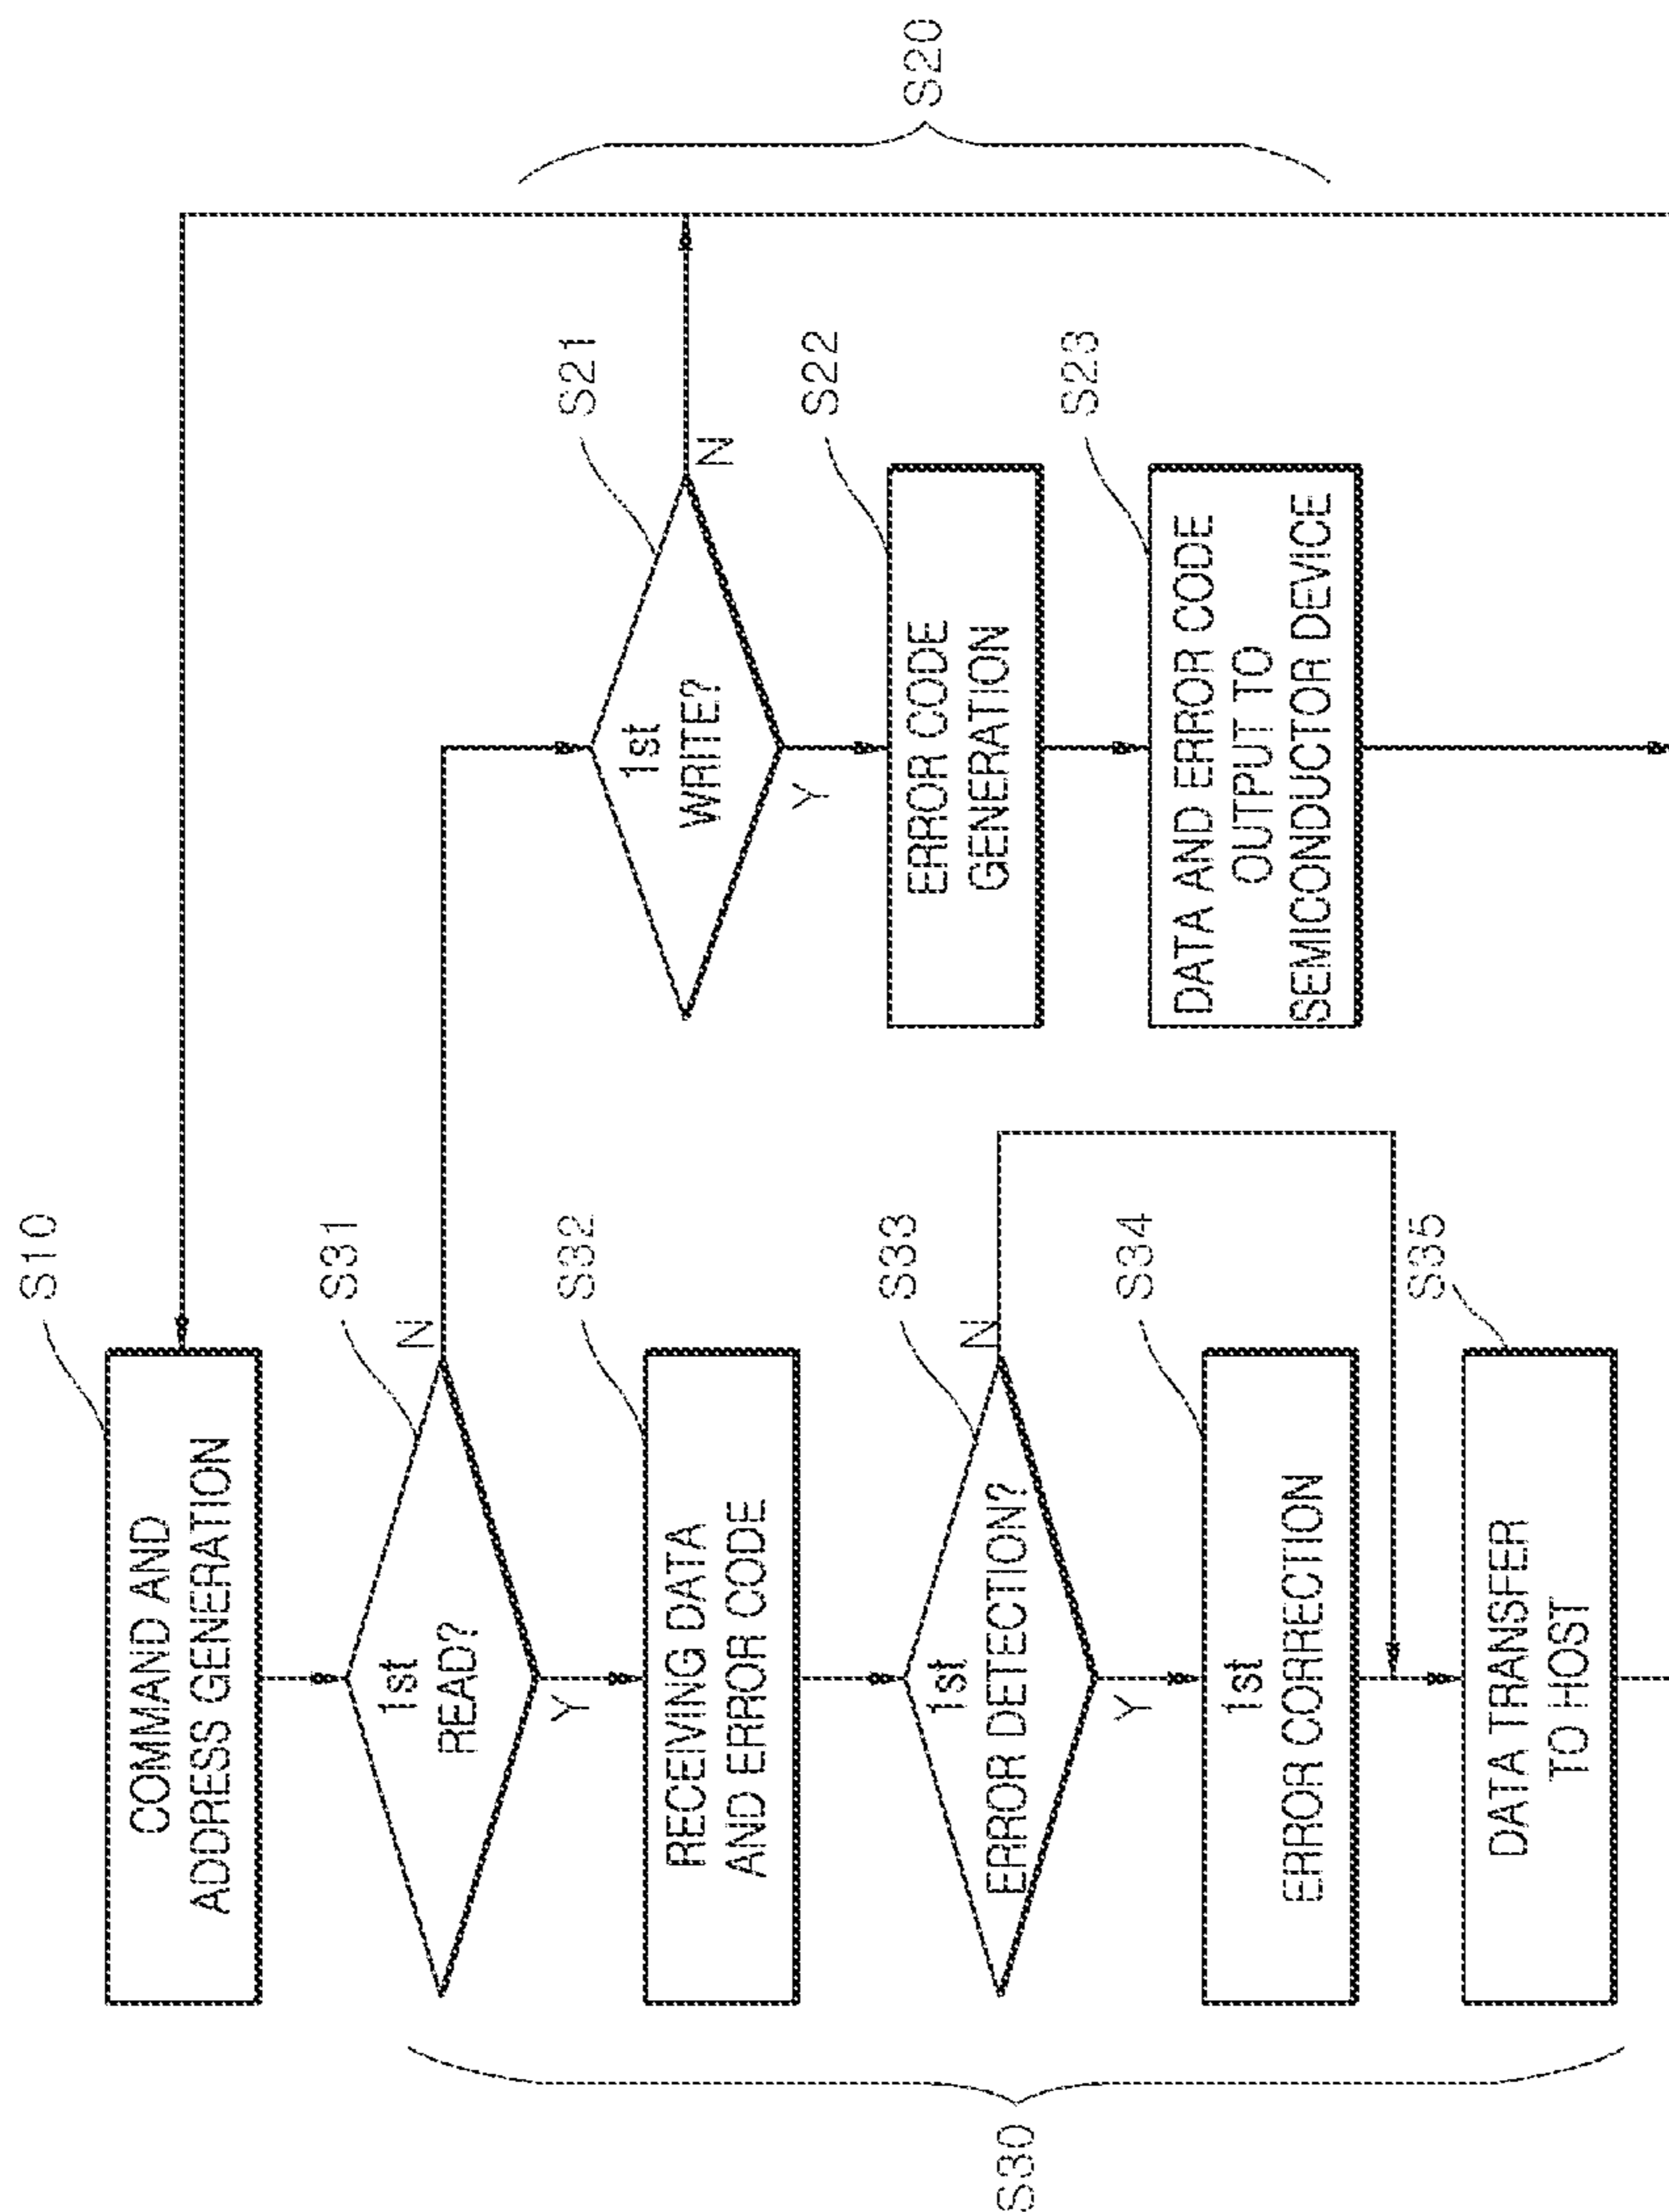 S10
COMMAND AND
ADDRESS GENERATION
S31
1st
READ?
N
Y
S32
RECEIVING DATA
AND ERROR CODE
S33
1st
ERROR DETECTION?
N
Y
S34
1st
ERROR CORRECTION
S35
DATA TRANSFER
TO HOST
S30
S21
1st
WRITE?
N
Y
S22
ERROR CODE
GENERATION
S23
DATA AND ERROR CODE
OUTPUT TO
SEMICONDUCTOR DEVICE
S20